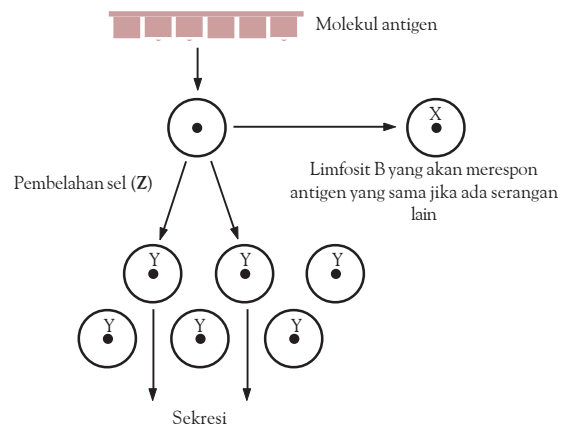 Molekul antigen
X
Pembelahan sel (Z)
Limfosit B yang akan merespon
antigen yang sama jika ada serangan
lain
Y Y Y
Y Y Y
Sekresi